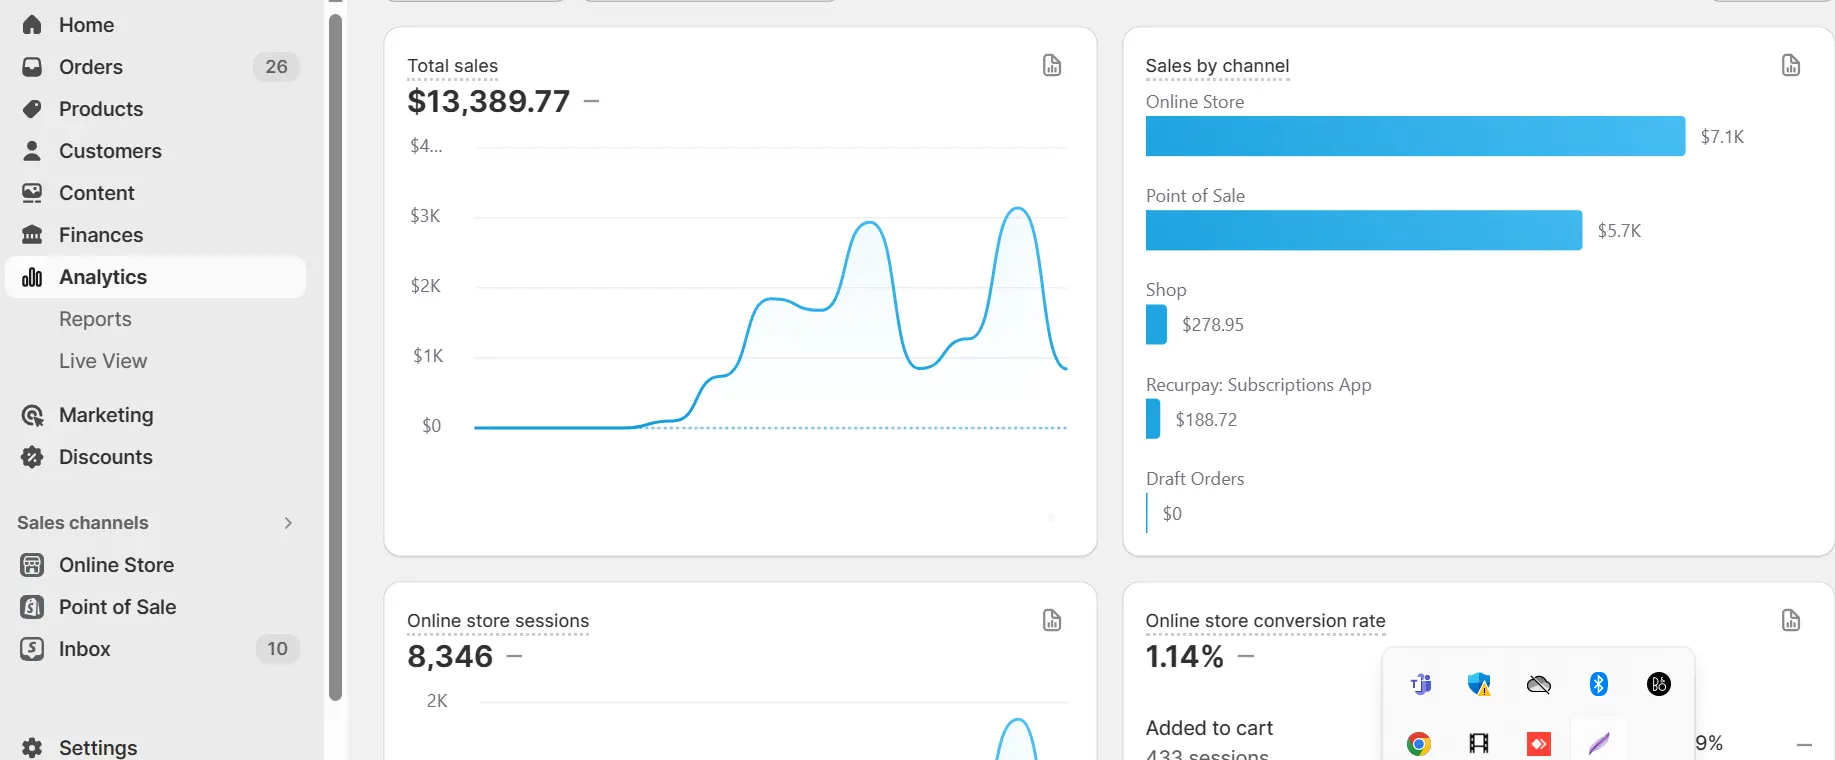 Home
Orders 26
Products
Customers
Content
Finances
Analytics
Reports
Live View
Marketing
Discounts
Sales channels
Online Store
Point of Sale
Inbox 10
Settings
Total sales
$13,389.77 –
$4...
$3K
$2K
$1K
$0
Sales by channel
Online Store
$7.1K
Point of Sale
$5.7K
Shop
$278.95
Recurpay: Subscriptions App
$188.72
Draft Orders
$0
Online store sessions
8,346 –
2K
Online store conversion rate
1.14% –
Added to cart
433 sessions
9% –